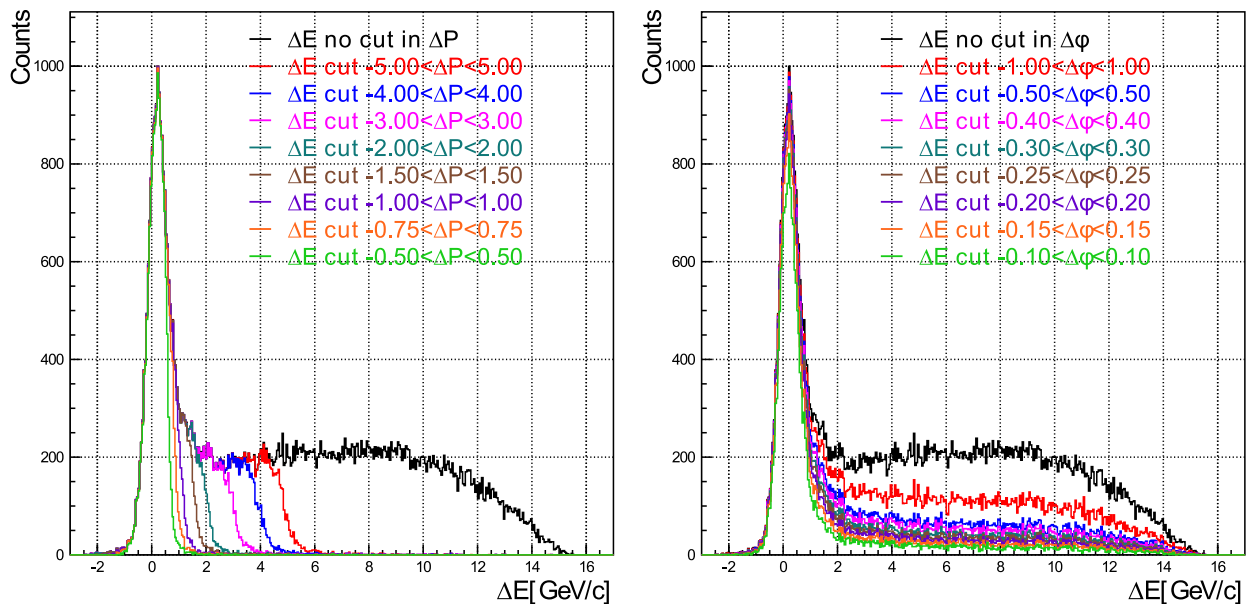 Counts
1000
800
600
400
200
0
-2 0 2 4 6 8 10 12 14 16
ΔE[GeV/c]
ΔE no cut in ΔP
ΔE cut -5.00<ΔP<5.00
ΔE cut -4.00<ΔP<4.00
ΔE cut -3.00<ΔP<3.00
ΔE cut -2.00<ΔP<2.00
ΔE cut -1.50<ΔP<1.50
ΔE cut -1.00<ΔP<1.00
ΔE cut -0.75<ΔP<0.75
ΔE cut -0.50<ΔP<0.50
Counts
1000
800
600
400
200
0
-2 0 2 4 6 8 10 12 14 16
ΔE[GeV/c]
ΔE no cut in Δφ
ΔE cut -1.00<Δφ<1.00
ΔE cut -0.50<Δφ<0.50
ΔE cut -0.40<Δφ<0.40
ΔE cut -0.30<Δφ<0.30
ΔE cut -0.25<Δφ<0.25
ΔE cut -0.20<Δφ<0.20
ΔE cut -0.15<Δφ<0.15
ΔE cut -0.10<Δφ<0.10